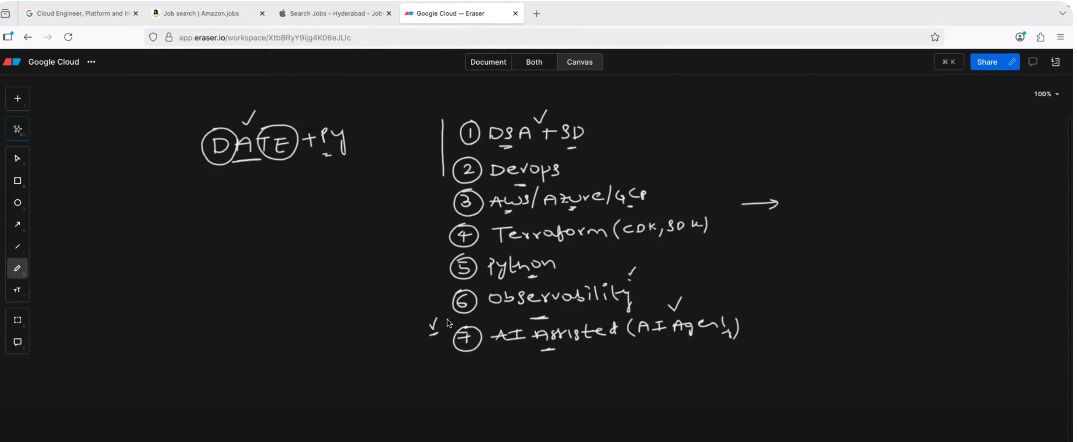 Cloud Engineer, Platform and In
Job search | Amazon.jobs
Search Jobs - Hyderabad - Job
Google Cloud — Eraser
app.eraser.io/workspace/XtbBRyY9ijg4K06eJLIc
Google Cloud
Document
Both
Canvas
⌘ K
Share
100%
DATE + PY
① DSA + SD
② Devops
③ AWS/Azure/GCP
④ Terraform (CDK, SDK)
⑤ Python
⑥ Observability
⑦ AI Assisted (AI Agent)